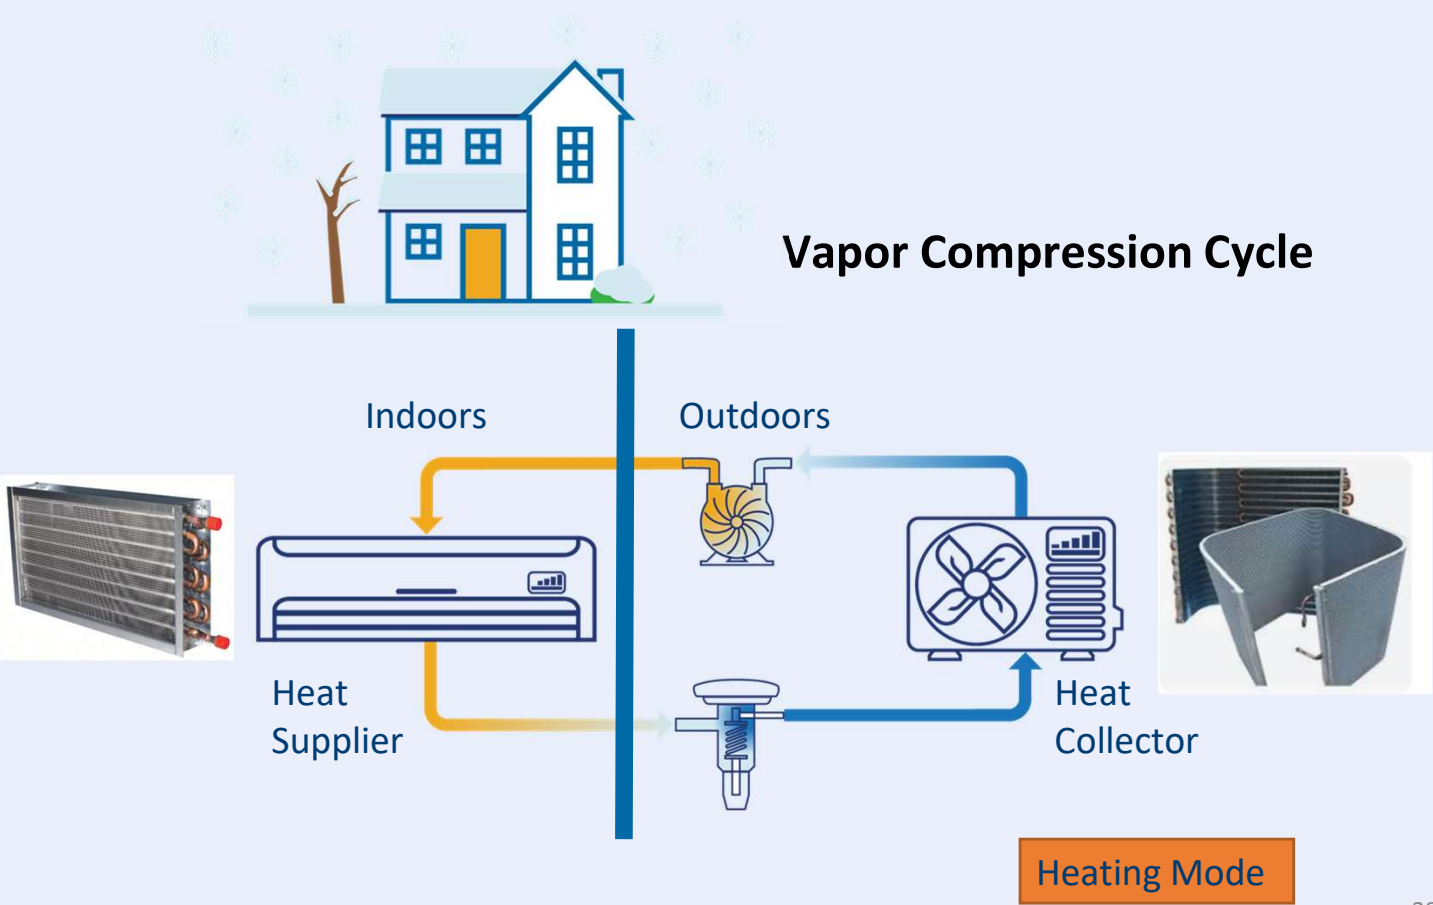 Vapor Compression Cycle
Indoors
Outdoors
Heat
Supplier
Heat
Collector
Heating Mode